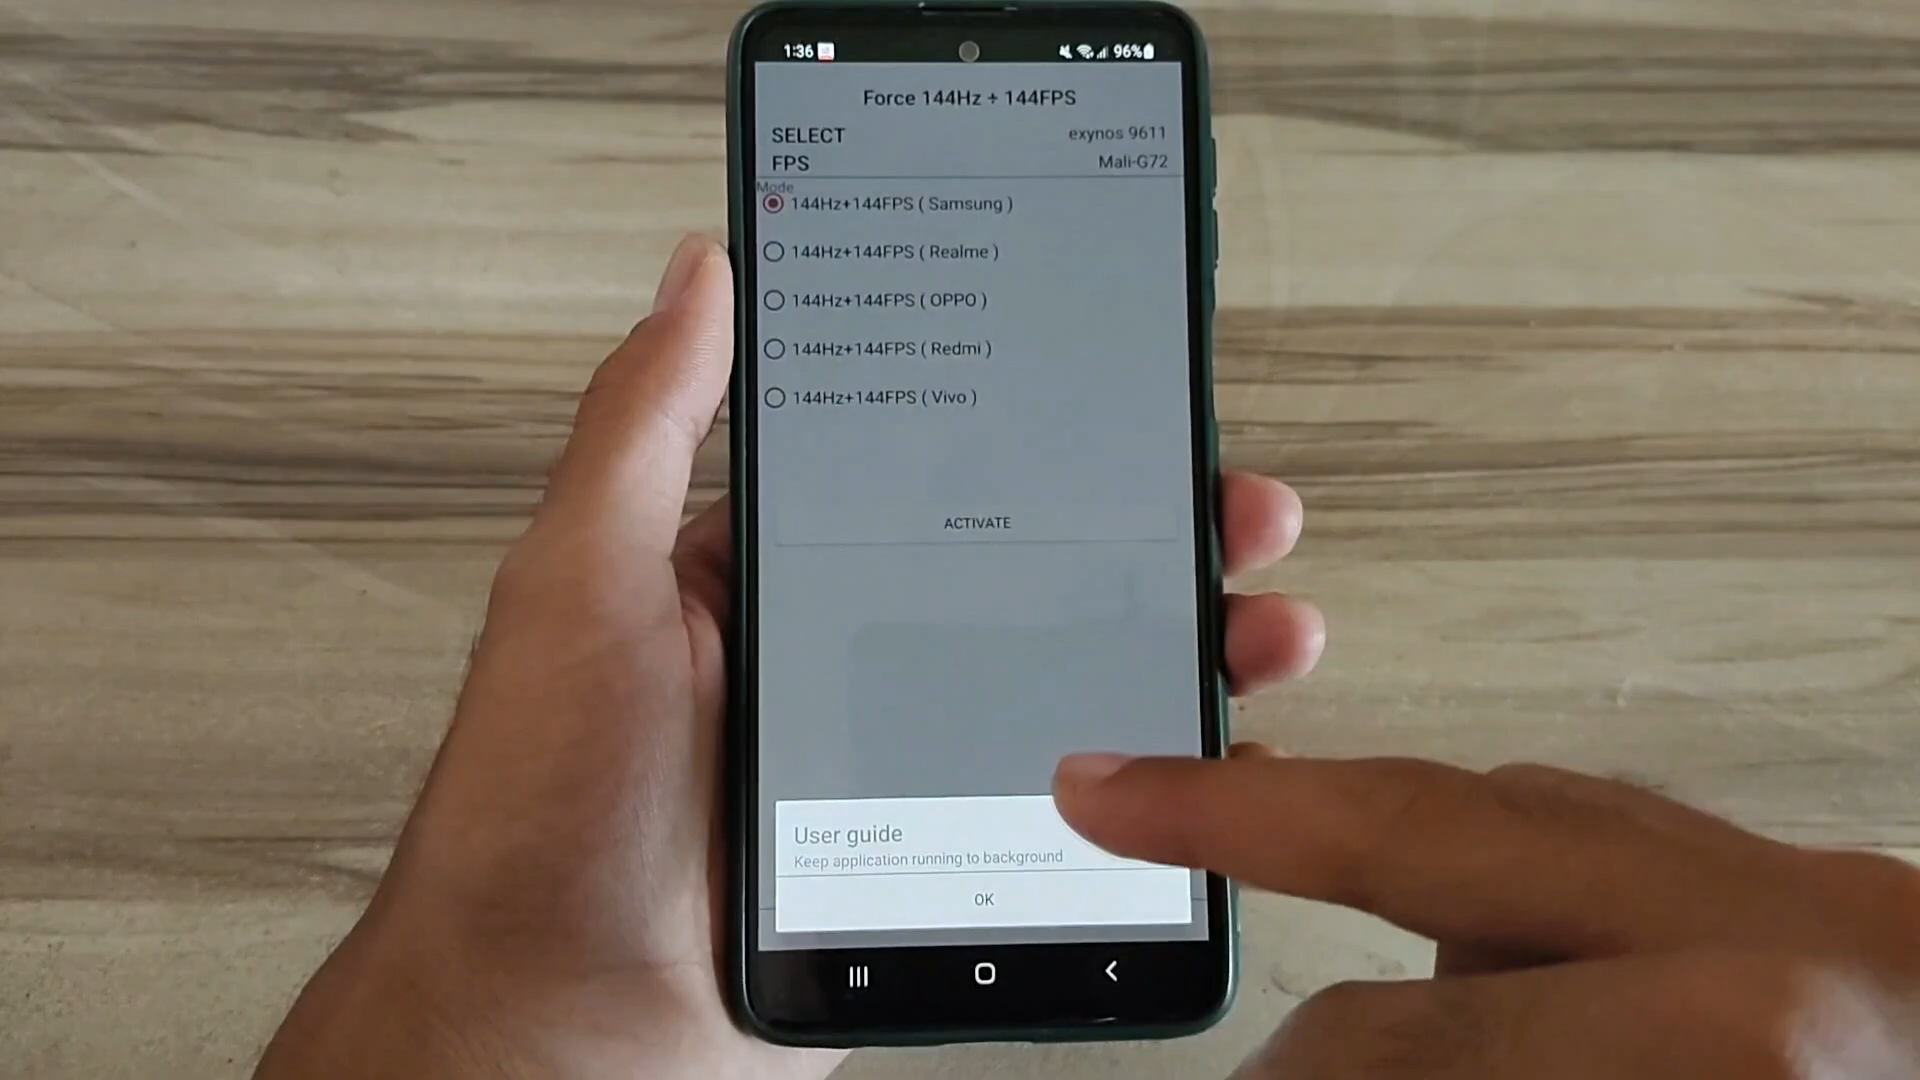 1:36 96%
Force 144Hz + 144FPS
SELECT exynos 9611
FPS Mali-G72
Mode
144Hz+144FPS ( Samsung )
144Hz+144FPS ( Realme )
144Hz+144FPS ( OPPO )
144Hz+144FPS ( Redmi )
144Hz+144FPS ( Vivo )
ACTIVATE
User guide
Keep application running to background
OK